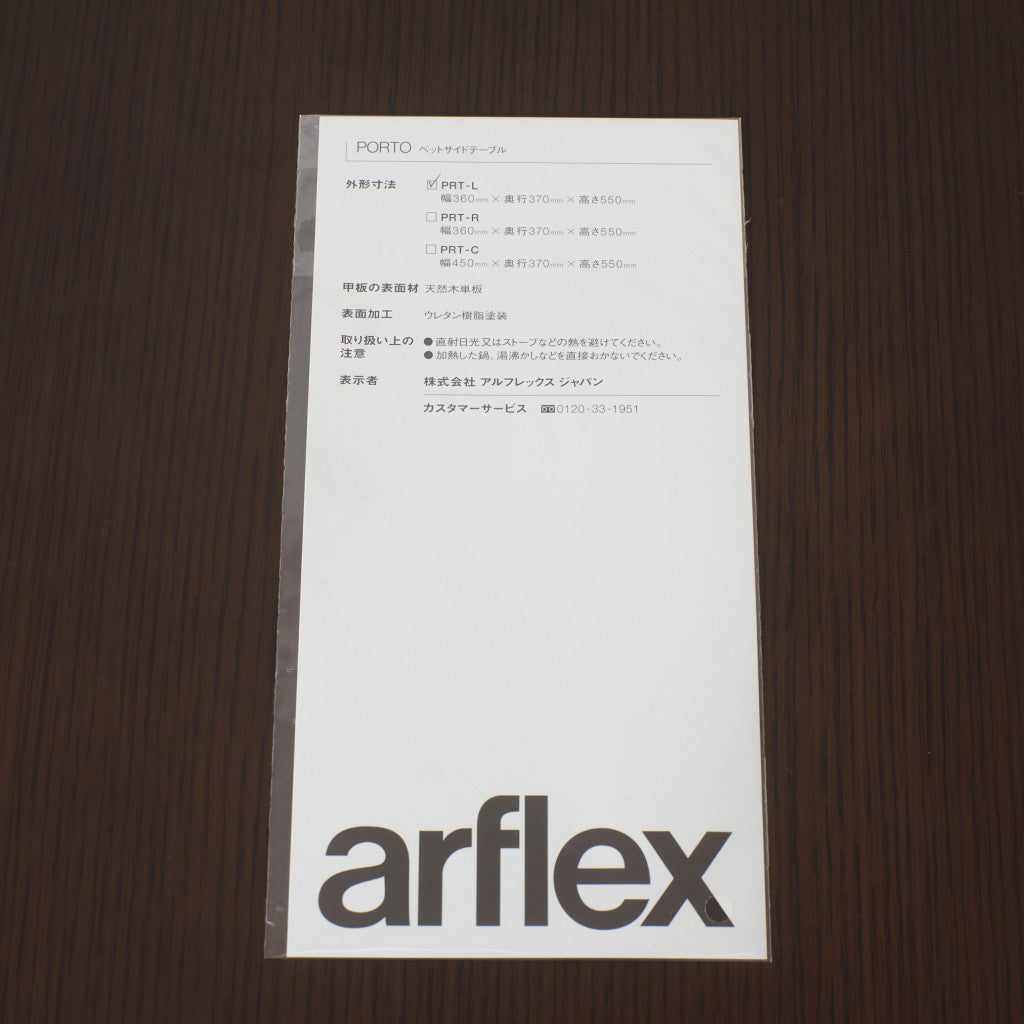 PORTO ベットサイドテーブル
外形寸法 ☑ PRT-L
幅360mm × 奥行370mm × 高さ550mm
□ PRT-R
幅360mm × 奥行370mm × 高さ550mm
□ PRT-C
幅450mm × 奥行370mm × 高さ550mm
甲板の表面材 天然木単板
表面加工 ウレタン樹脂塗装
取り扱い上の ● 直射日光又はストーブなどの熱を避けてください。
注意 ● 加熱した鍋、湯沸かしなどを直接おかないでください。
表示者 株式会社 アルフレックス ジャパン
カスタマーサービス 0120-33-1951
arflex